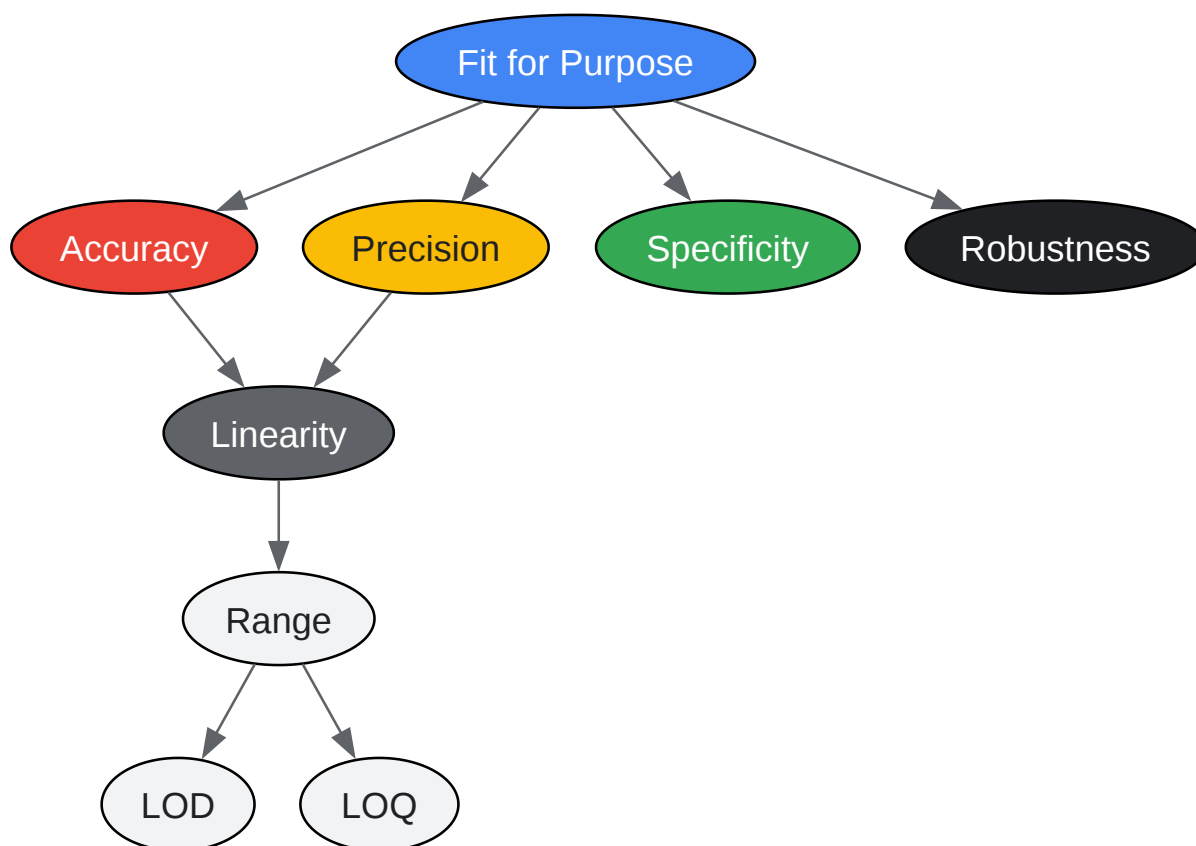 Fit for Purpose
Accuracy
Precision
Specificity
Robustness
Linearity
Range
LOD
LOQ